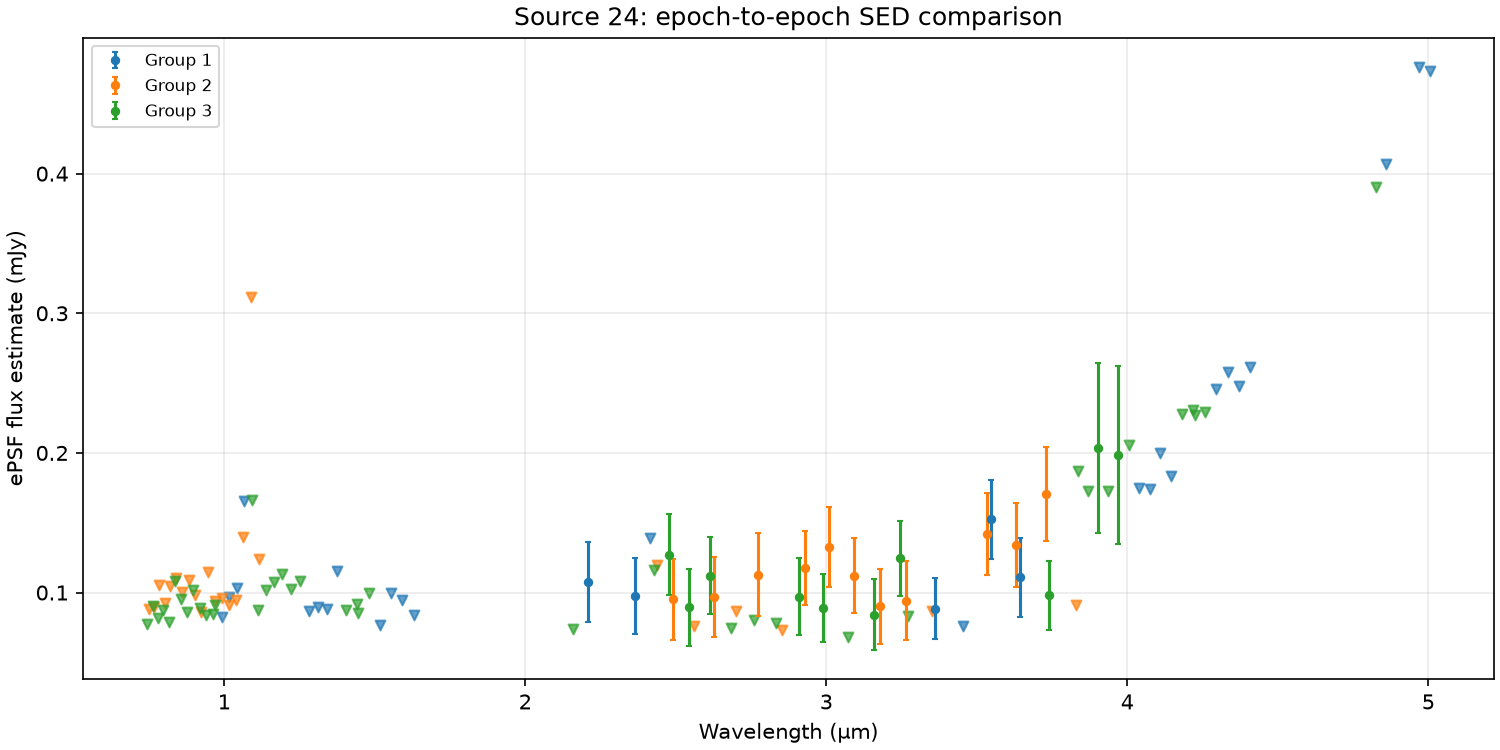 Source 24: epoch-to-epoch SED comparison
Group 1
Group 2
Group 3
ePSF flux estimate (mJy)
0.4
0.3
0.2
0.1
1 2 3 4 5
Wavelength (μm)